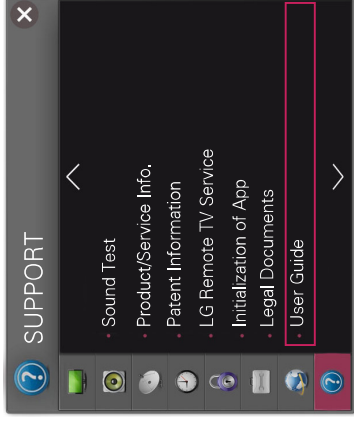 SUPPORT
• Sound Test
• Product/Service Info.
• Patent Information
• LG Remote TV Service
• Initialization of App
• Legal Documents
• User Guide